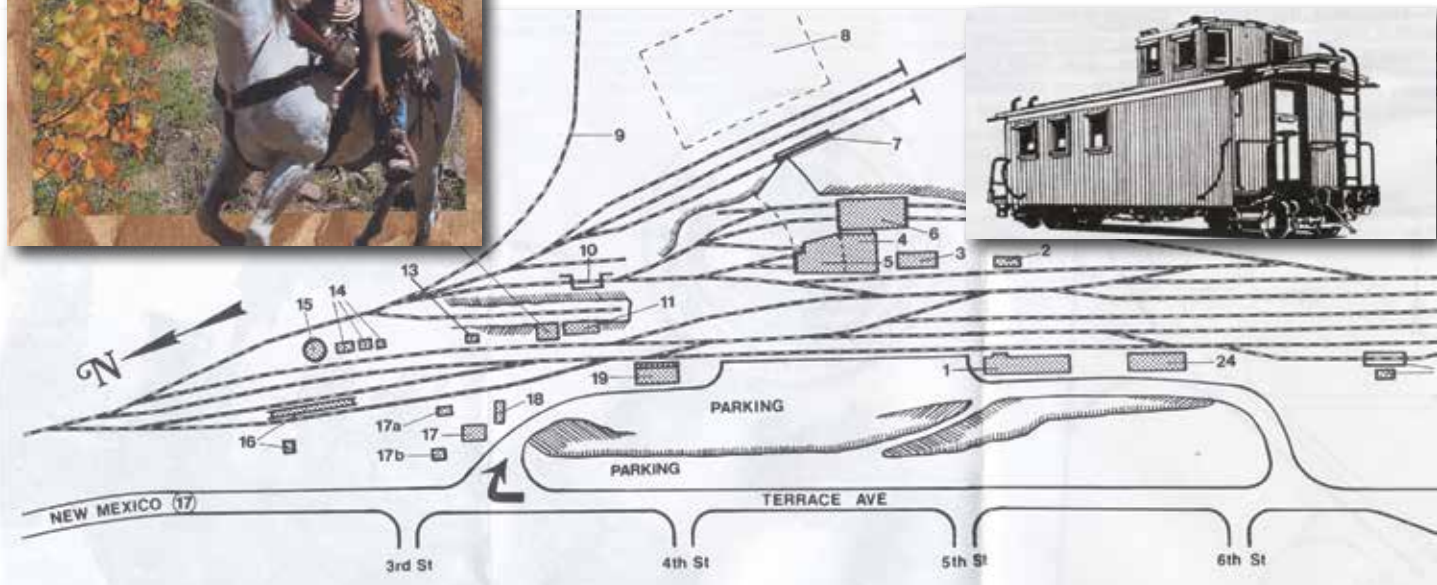 8
9
7
6
4
5
3
2
10
11
13
14
15
N
1
24
19
PARKING
18
17a
17
17b
16
PARKING
NEW MEXICO 17
TERRACE AVE
3rd St
4th St
5th St
6th St